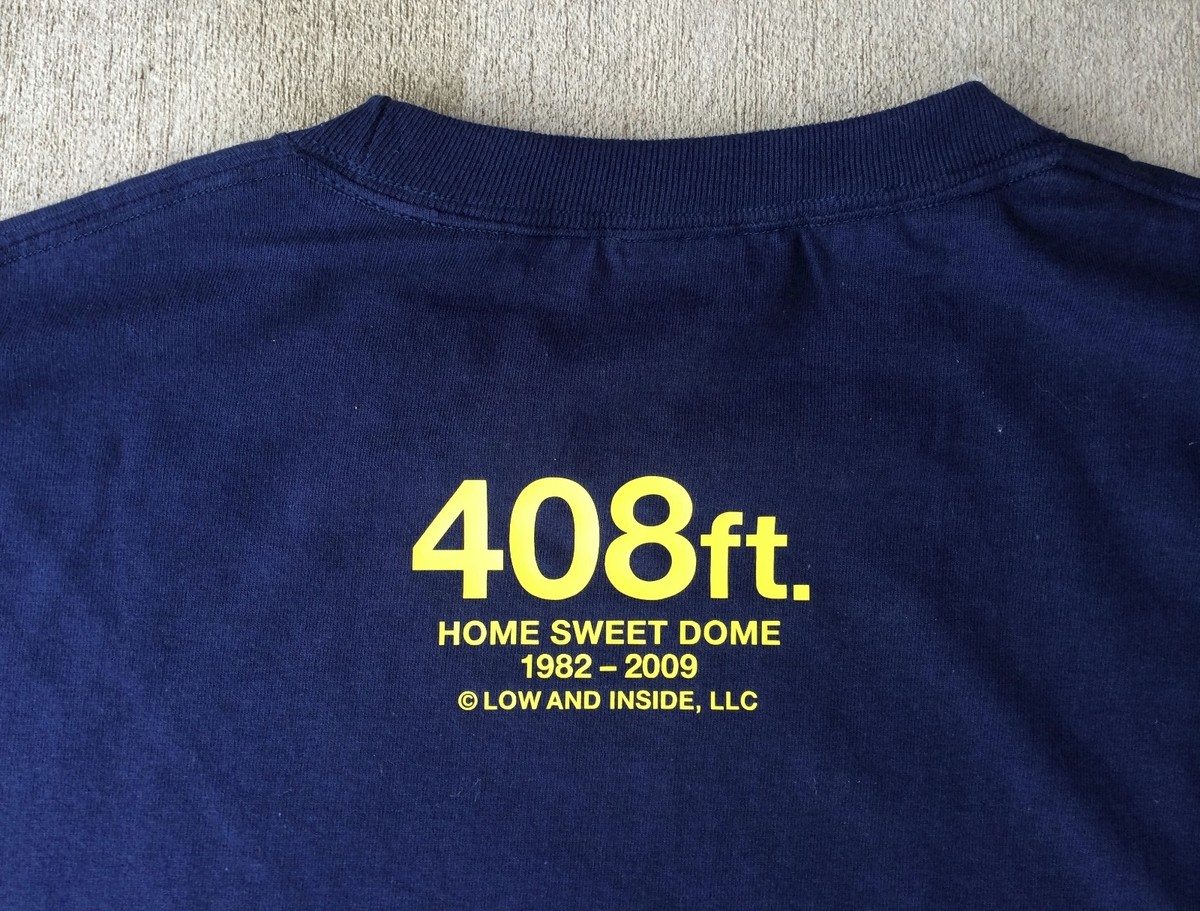 408ft.
HOME SWEET DOME
1982 – 2009
© LOW AND INSIDE, LLC